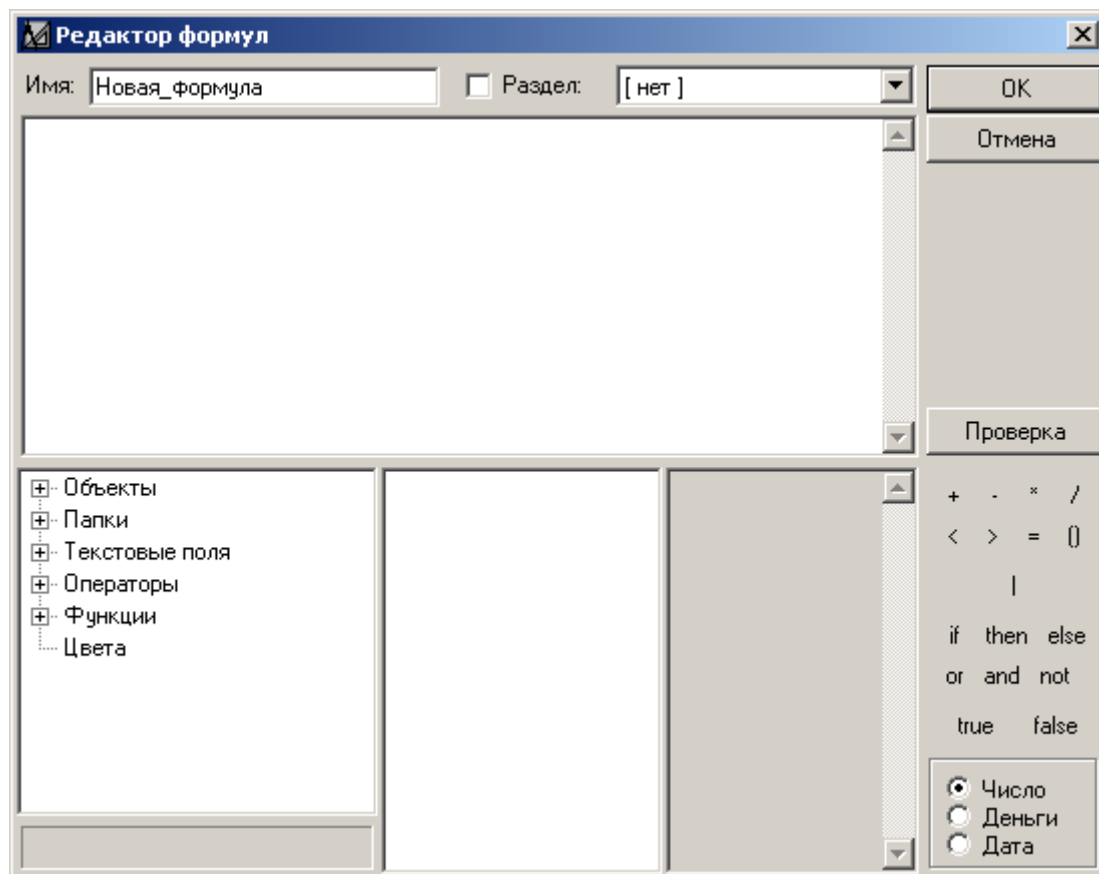 Редактор формул
Имя: Новая_формула Раздел: [ нет ] OK
Отмена
Проверка
Объекты
Папки
Текстовые поля
Операторы
Функции
Цвета
+ - * /
< > = ()
|
if then else
or and not
true false
Число
Деньги
Дата